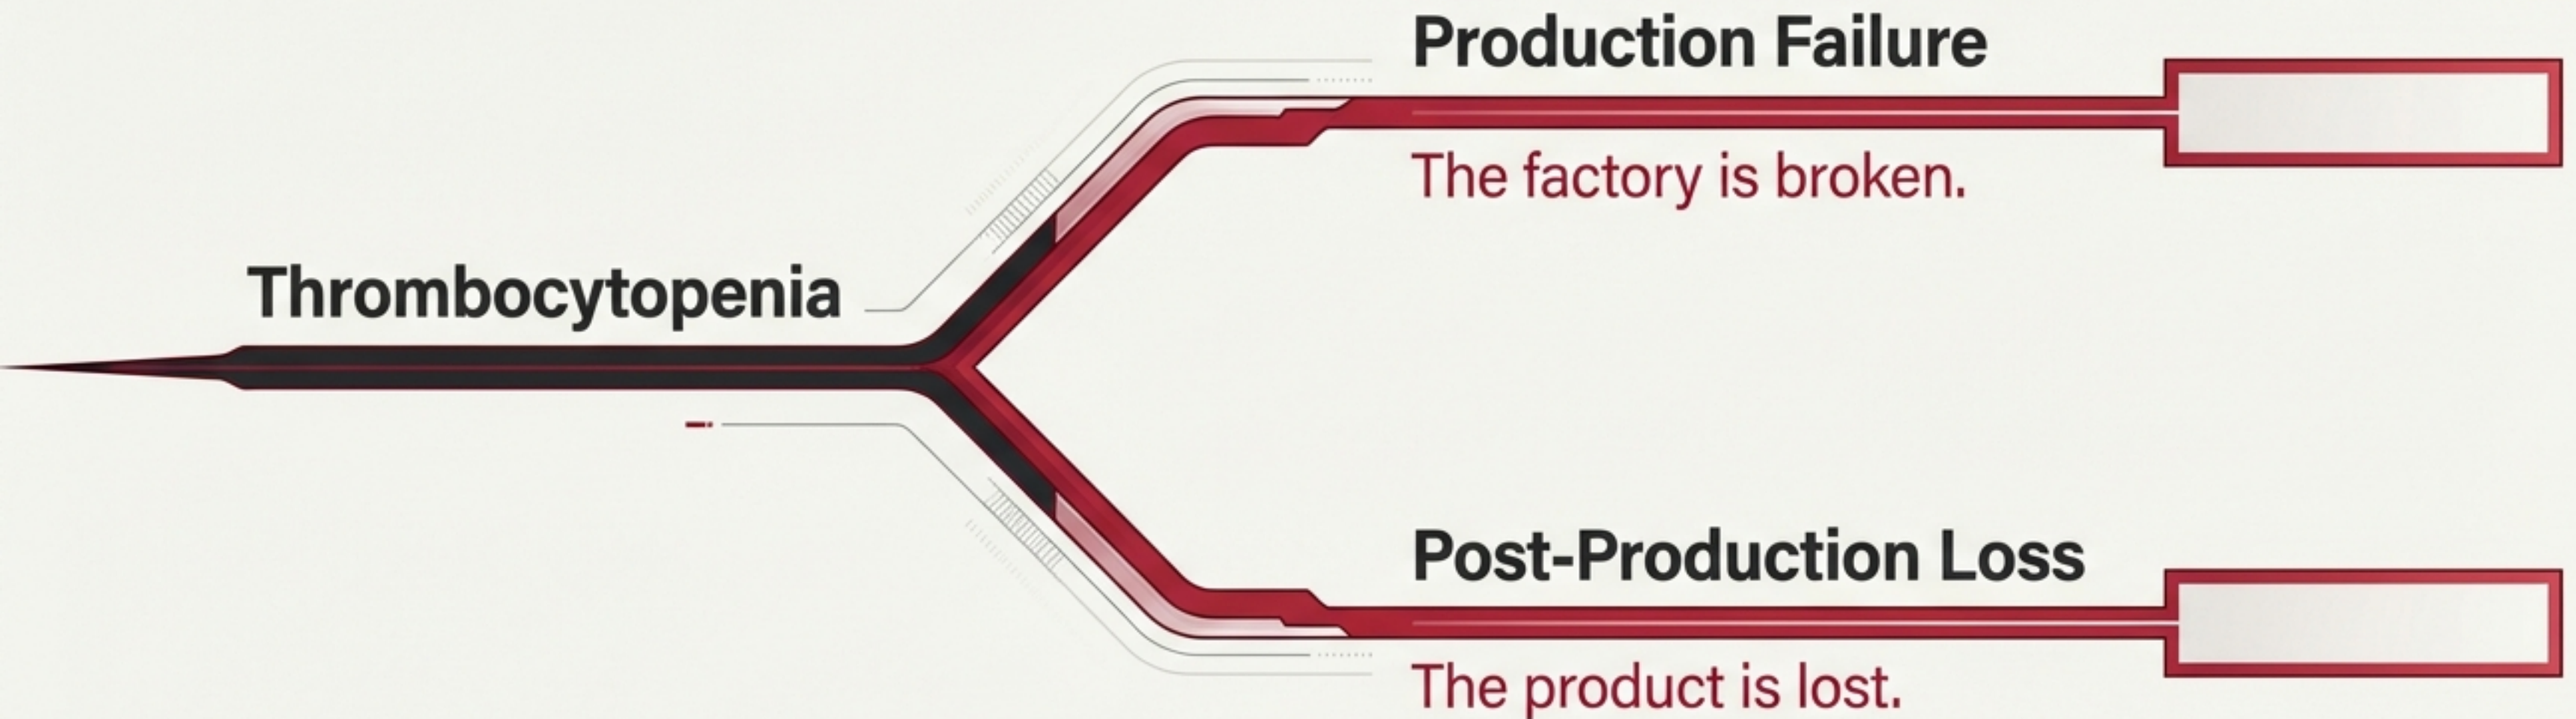 Production Failure
The factory is broken.
Thrombocytopenia
Post-Production Loss
The product is lost.